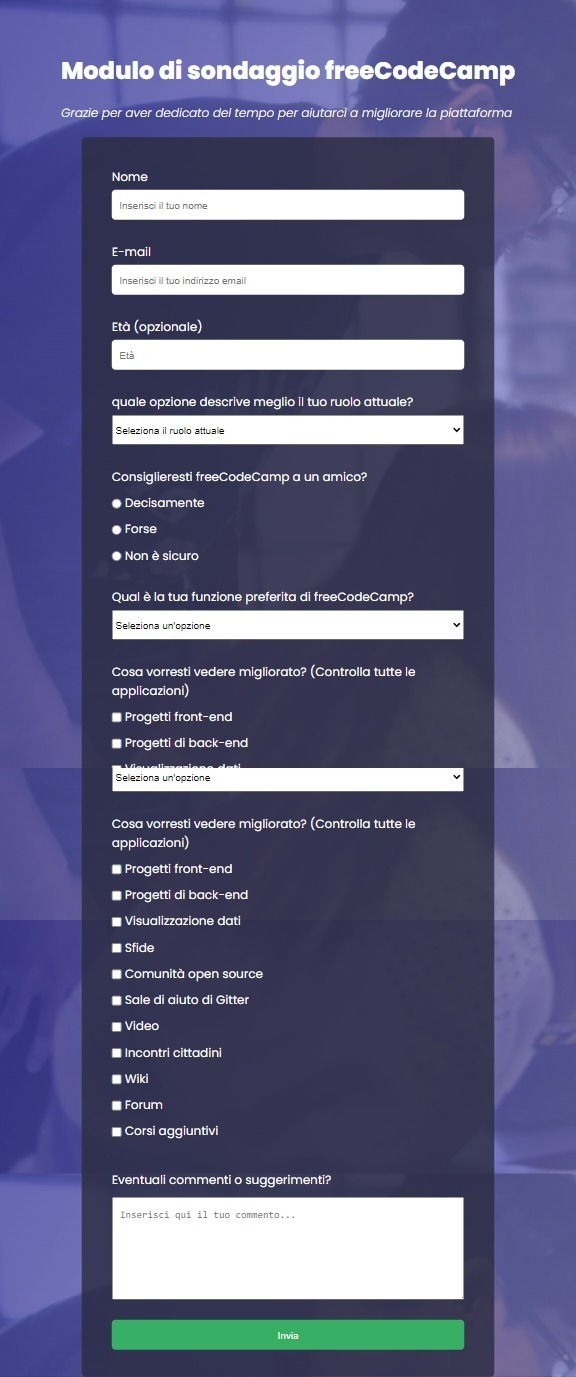 Modulo di sondaggio freeCodeCamp
Grazie per aver dedicato del tempo per aiutarci a migliorare la piattaforma
Nome
Inserisci il tuo nome
E-mail
Inserisci il tuo indirizzo email
Età (opzionale)
Età
quale opzione descrive meglio il tuo ruolo attuale?
Seleziona il ruolo attuale
Consiglieresti freeCodeCamp a un amico?
Decisamente
Forse
Non è sicuro
Qual è la tua funzione preferita di freeCodeCamp?
Seleziona un'opzione
Cosa vorresti vedere migliorato? (Controlla tutte le
applicazioni)
Progetti front-end
Progetti di back-end
Visualizzazione dati
Seleziona un'opzione
Cosa vorresti vedere migliorato? (Controlla tutte le
applicazioni)
Progetti front-end
Progetti di back-end
Visualizzazione dati
Sfide
Comunità open source
Sale di aiuto di Gitter
Video
Incontri cittadini
Wiki
Forum
Corsi aggiuntivi
Eventuali commenti o suggerimenti?
Inserisci qui il tuo commento...
Invia